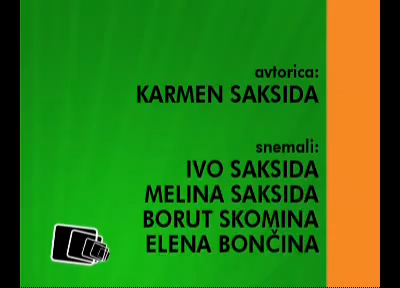 avtorica:
KARMEN SAKSIDA
snemali:
IVO SAKSIDA
MELINA SAKSIDA
BORUT SKOMINA
ELENA BONČINA